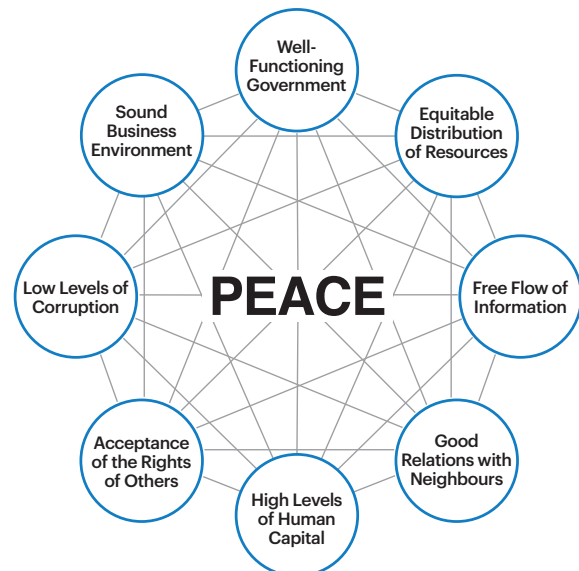 Well-
Functioning
Government
Sound
Business
Environment
Equitable
Distribution
of Resources
Low Levels of
Corruption
PEACE
Free Flow of
Information
Acceptance
of the Rights
of Others
Good
Relations with
Neighbours
High Levels
of Human
Capital